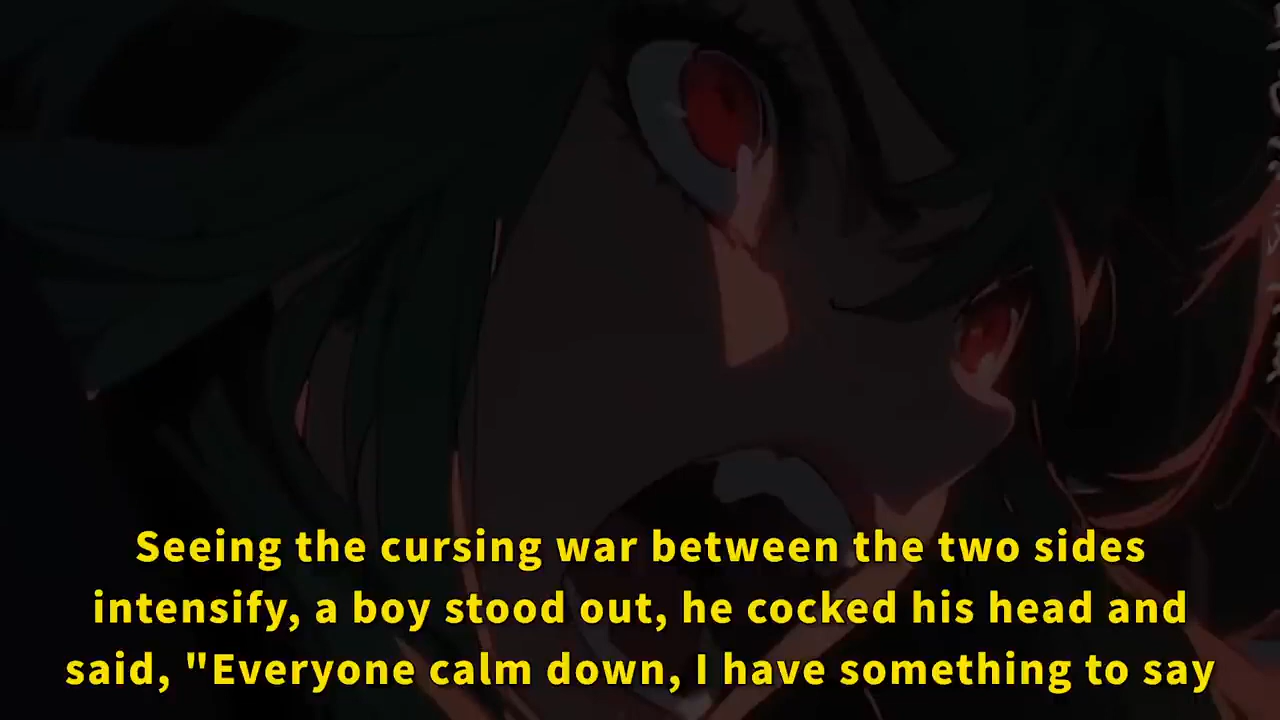 Seeing the cursing war between the two sides
intensify, a boy stood out, he cocked his head and
said, "Everyone calm down, I have something to say